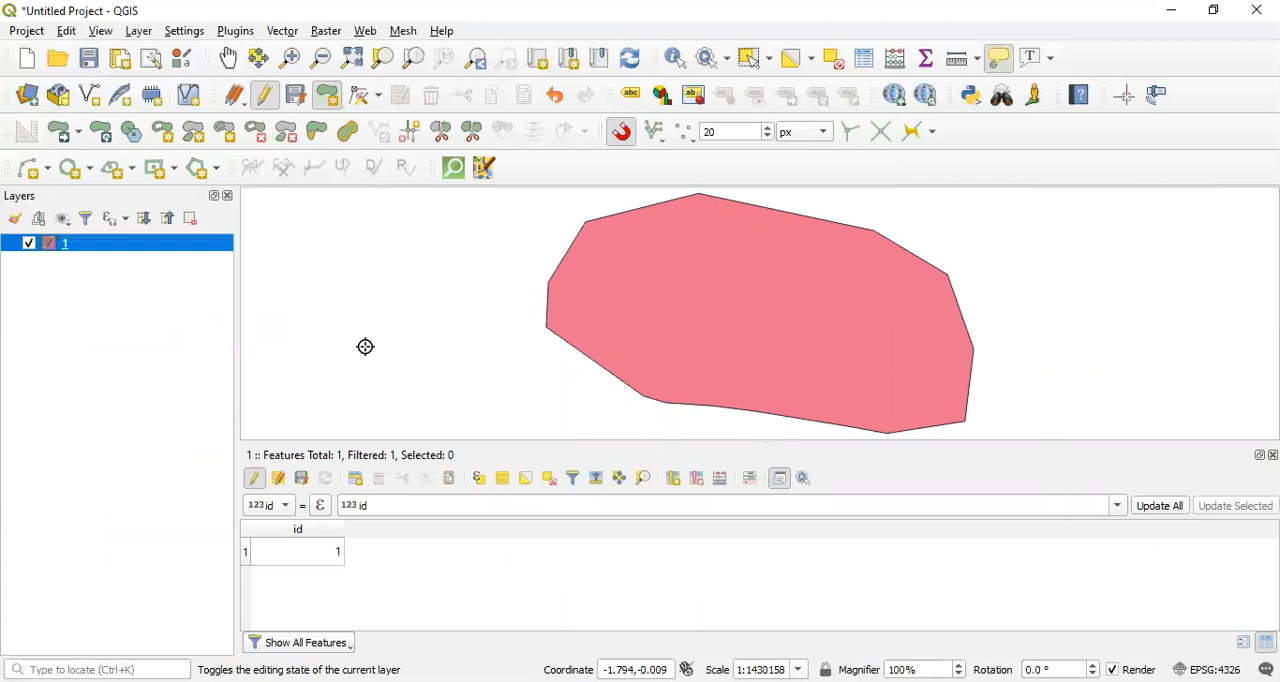 *Untitled Project - QGIS
Project Edit View Layer Settings Plugins Vector Raster Web Mesh Help
abc
20 px
Layers
1
1 :: Features Total: 1, Filtered: 1, Selected: 0
123 id = ε 123 id Update All Update Selected
id
1 1
Show All Features
Type to locate (Ctrl+K) Toggles the editing state of the current layer Coordinate -1.794,-0.009 Scale 1:1430158 Magnifier 100% Rotation 0.0 ° Render EPSG:4326